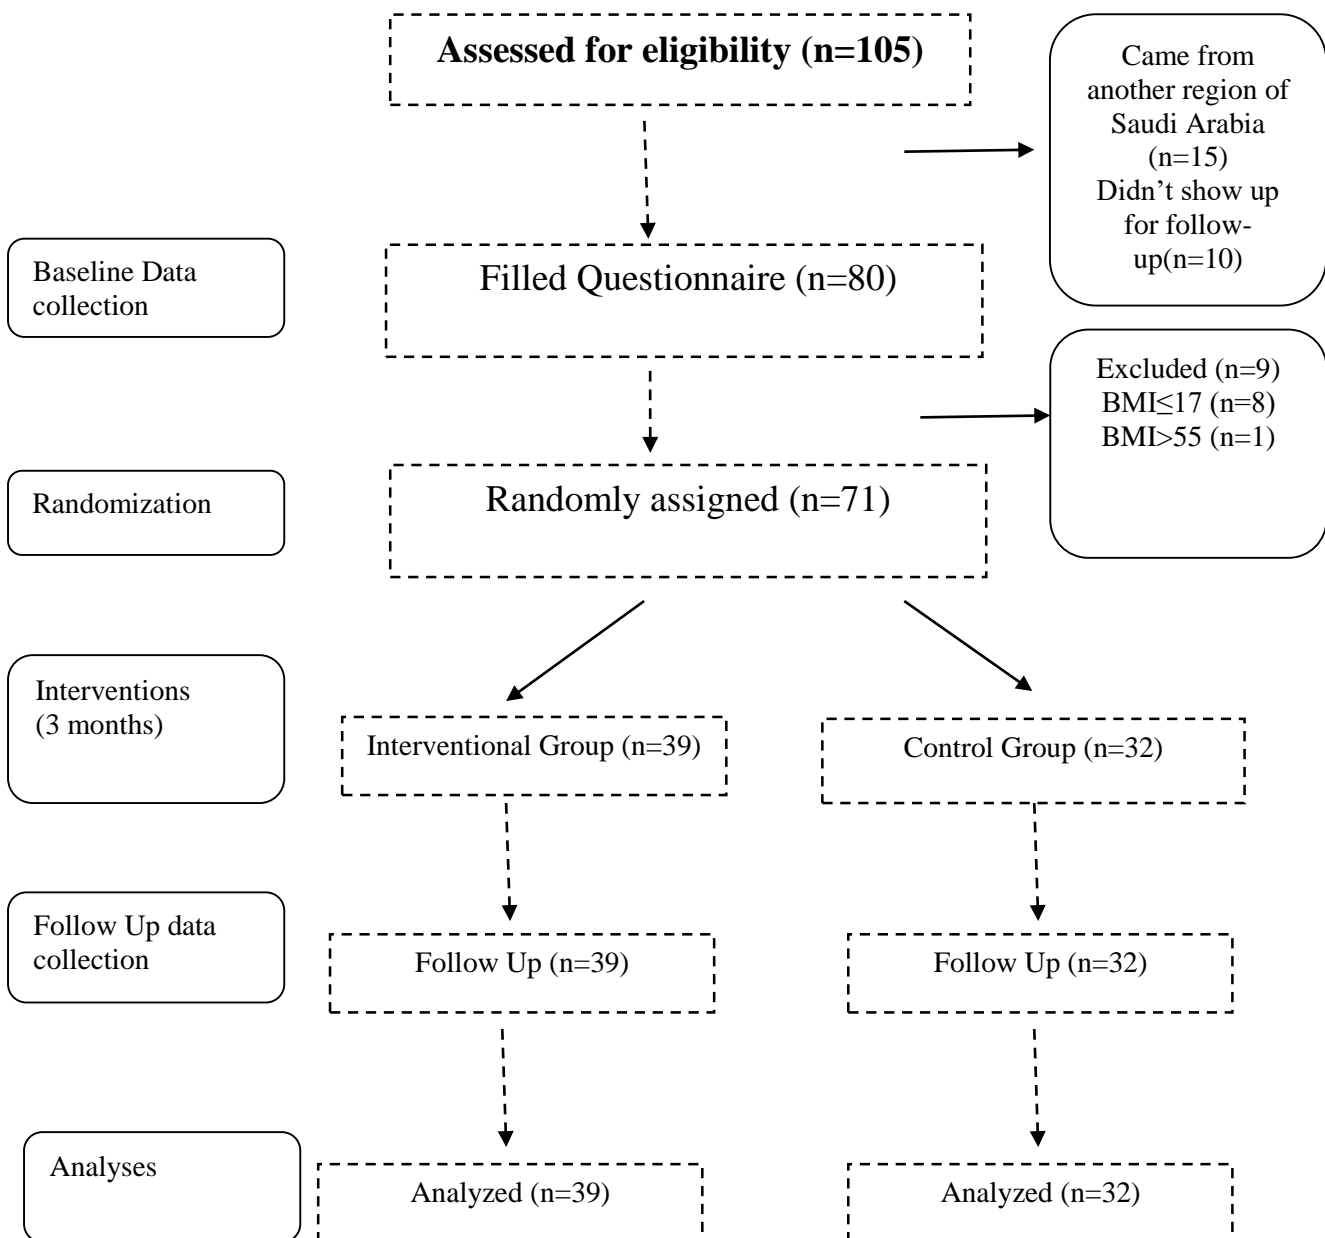 Assessed for eligibility (n=105)
Came from
another region of
Saudi Arabia
(n=15)
Didn’t show up
for follow-
up(n=10)
Baseline Data
collection
Filled Questionnaire (n=80)
Excluded (n=9)
BMI≤17 (n=8)
BMI>55 (n=1)
Randomization
Randomly assigned (n=71)
Interventions
(3 months)
Interventional Group (n=39)
Control Group (n=32)
Follow Up data
collection
Follow Up (n=39)
Follow Up (n=32)
Analyses
Analyzed (n=39)
Analyzed (n=32)